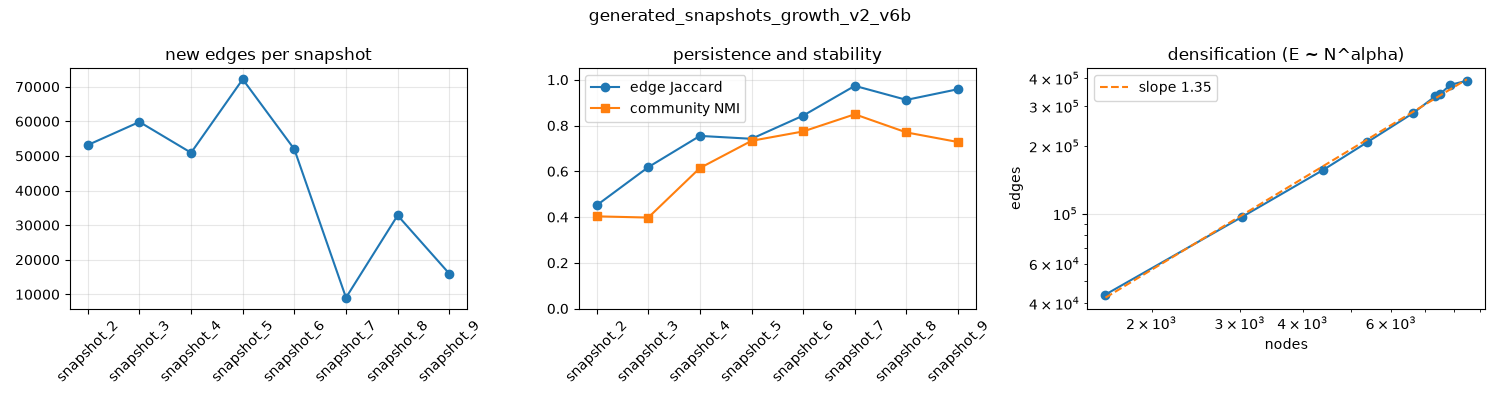 generated_snapshots_growth_v2_v6b
new edges per snapshot
70000
60000
50000
40000
30000
20000
10000
snapshot_2
snapshot_3
snapshot_4
snapshot_5
snapshot_6
snapshot_7
snapshot_8
snapshot_9
persistence and stability
edge Jaccard
community NMI
1.0
0.8
0.6
0.4
0.2
0.0
snapshot_2
snapshot_3
snapshot_4
snapshot_5
snapshot_6
snapshot_7
snapshot_8
snapshot_9
densification (E ~ N^alpha)
slope 1.35
edges
4 × 10⁵
3 × 10⁵
2 × 10⁵
10⁵
6 × 10⁴
4 × 10⁴
2 × 10³
3 × 10³
4 × 10³
6 × 10³
nodes